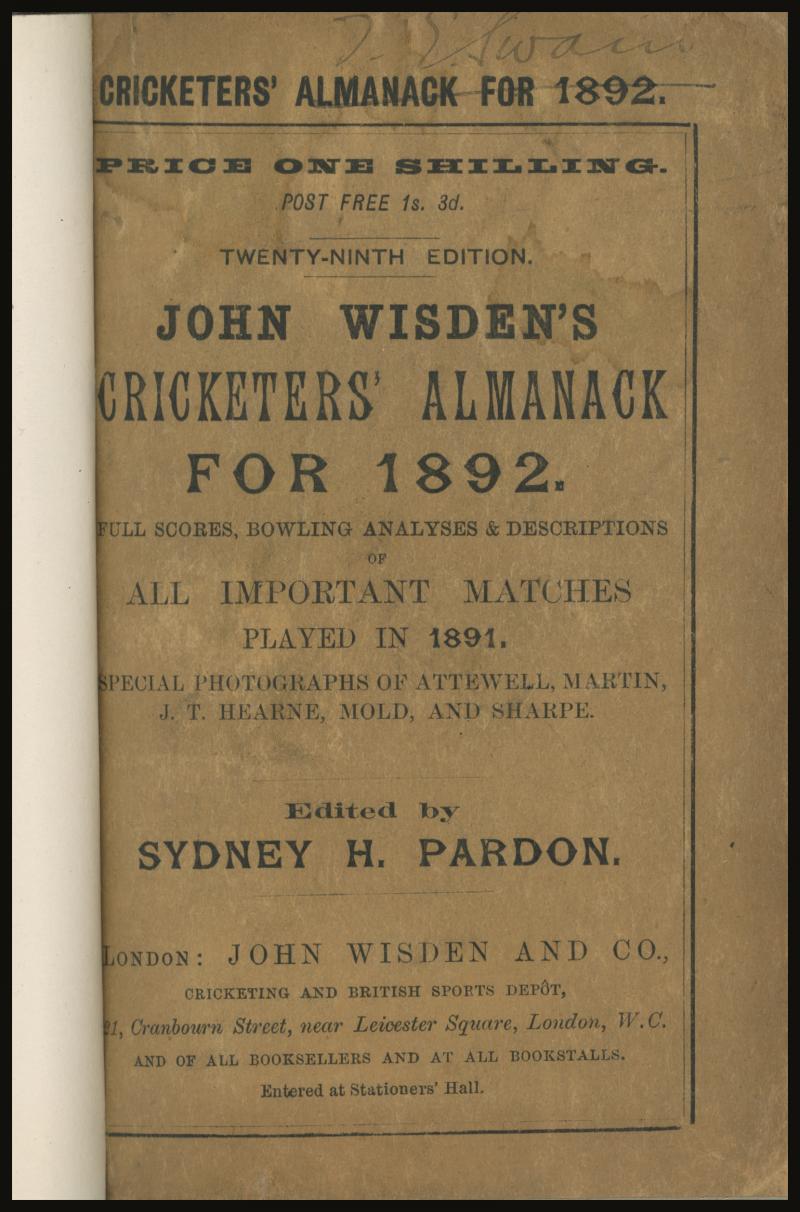 T. E. Swain
CRICKETERS' ALMANACK FOR 1892.
PRICE ONE SHILLING.
POST FREE 1s. 3d.
TWENTY-NINTH EDITION.
JOHN WISDEN'S
CRICKETERS' ALMANACK
FOR 1892.
FULL SCORES, BOWLING ANALYSES & DESCRIPTIONS
OF
ALL IMPORTANT MATCHES
PLAYED IN 1891.
SPECIAL PHOTOGRAPHS OF ATTEWELL, MARTIN,
J. T. HEARNE, MOLD, AND SHARPE.
Edited by
SYDNEY H. PARDON.
LONDON: JOHN WISDEN AND CO.,
CRICKETING AND BRITISH SPORTS DEPÔT,
21, Cranbourn Street, near Leicester Square, London, W.C.
AND OF ALL BOOKSELLERS AND AT ALL BOOKSTALLS.
Entered at Stationers' Hall.